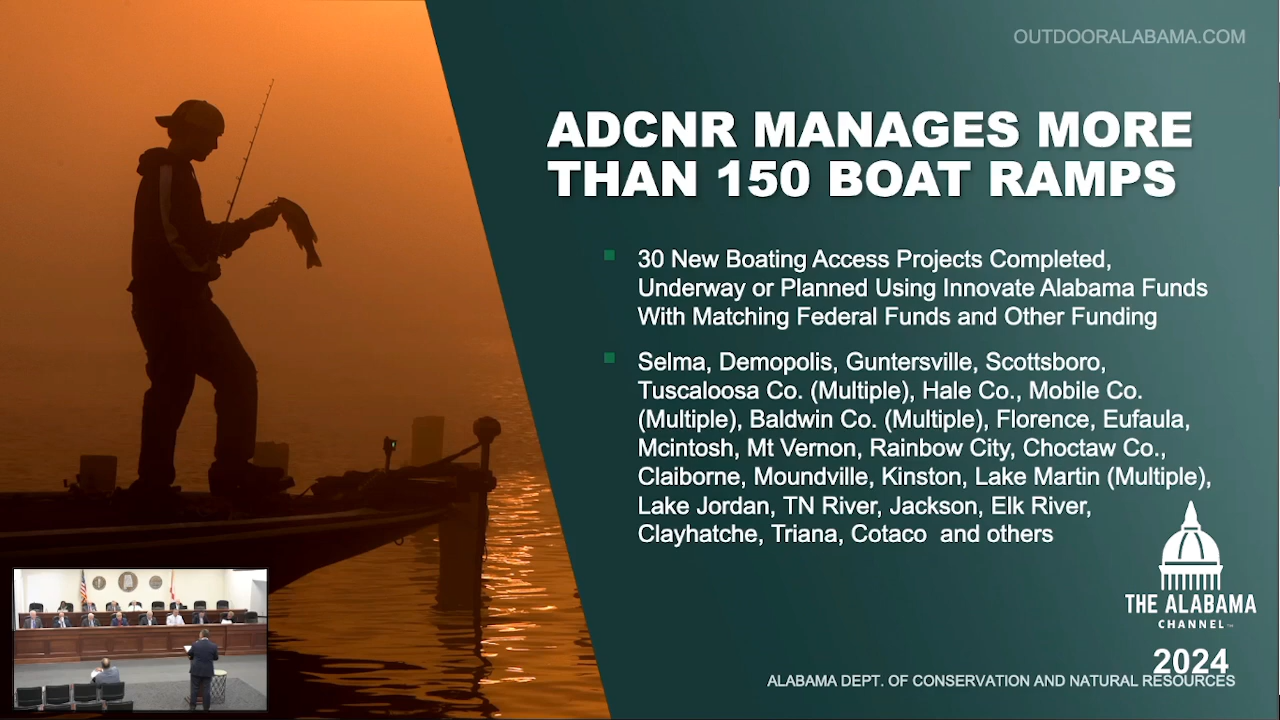 OUTDOORALABAMA.COM
ADCNR MANAGES MORE
THAN 150 BOAT RAMPS
30 New Boating Access Projects Completed,
Underway or Planned Using Innovate Alabama Funds
With Matching Federal Funds and Other Funding
Selma, Demopolis, Guntersville, Scottsboro,
Tuscaloosa Co. (Multiple), Hale Co., Mobile Co.
(Multiple), Baldwin Co. (Multiple), Florence, Eufaula,
Mcintosh, Mt Vernon, Rainbow City, Choctaw Co.,
Claiborne, Moundville, Kinston, Lake Martin (Multiple),
Lake Jordan, TN River, Jackson, Elk River,
Clayhatche, Triana, Cotaco and others
THE ALABAMA
CHANNEL
2024
ALABAMA DEPT. OF CONSERVATION AND NATURAL RESOURCES